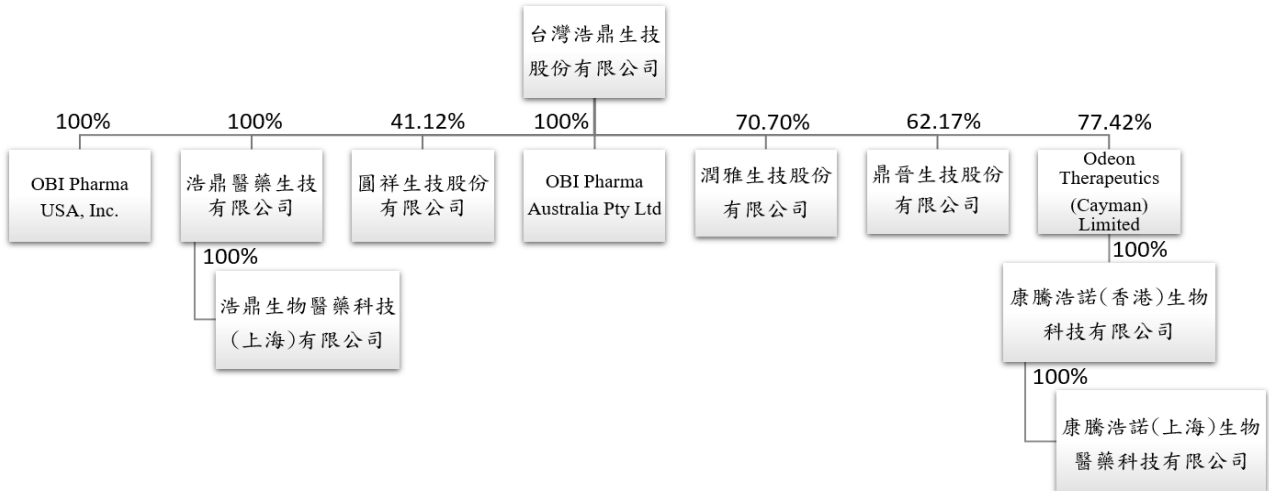 台灣浩鼎生技
股份有限公司
100%
100%
41.12%
100%
70.70%
62.17%
77.42%
OBI Pharma
USA, Inc.
浩鼎醫藥生技
有限公司
圓祥生技股份
有限公司
OBI Pharma
Australia Pty Ltd
潤雅生技股份
有限公司
鼎晉生技股份
有限公司
Odeon
Therapeutics
(Cayman)
Limited
100%
浩鼎生物醫藥科技
(上海)有限公司
100%
康騰浩諾(香港)生物
科技有限公司
100%
康騰浩諾(上海)生物
醫藥科技有限公司